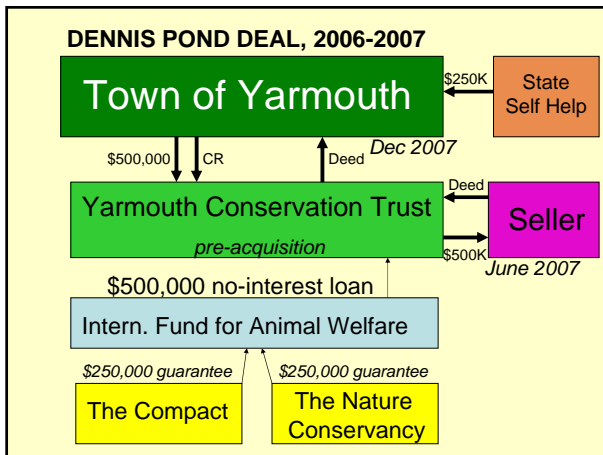 DENNIS POND DEAL, 2006-2007
Town of Yarmouth
$250K
State
Self Help
Dec 2007
$500,000
CR
Deed
Yarmouth Conservation Trust
pre-acquisition
Deed
Seller
$500K
June 2007
$500,000 no-interest loan
Intern. Fund for Animal Welfare
$250,000 guarantee
$250,000 guarantee
The Compact
The Nature
Conservancy